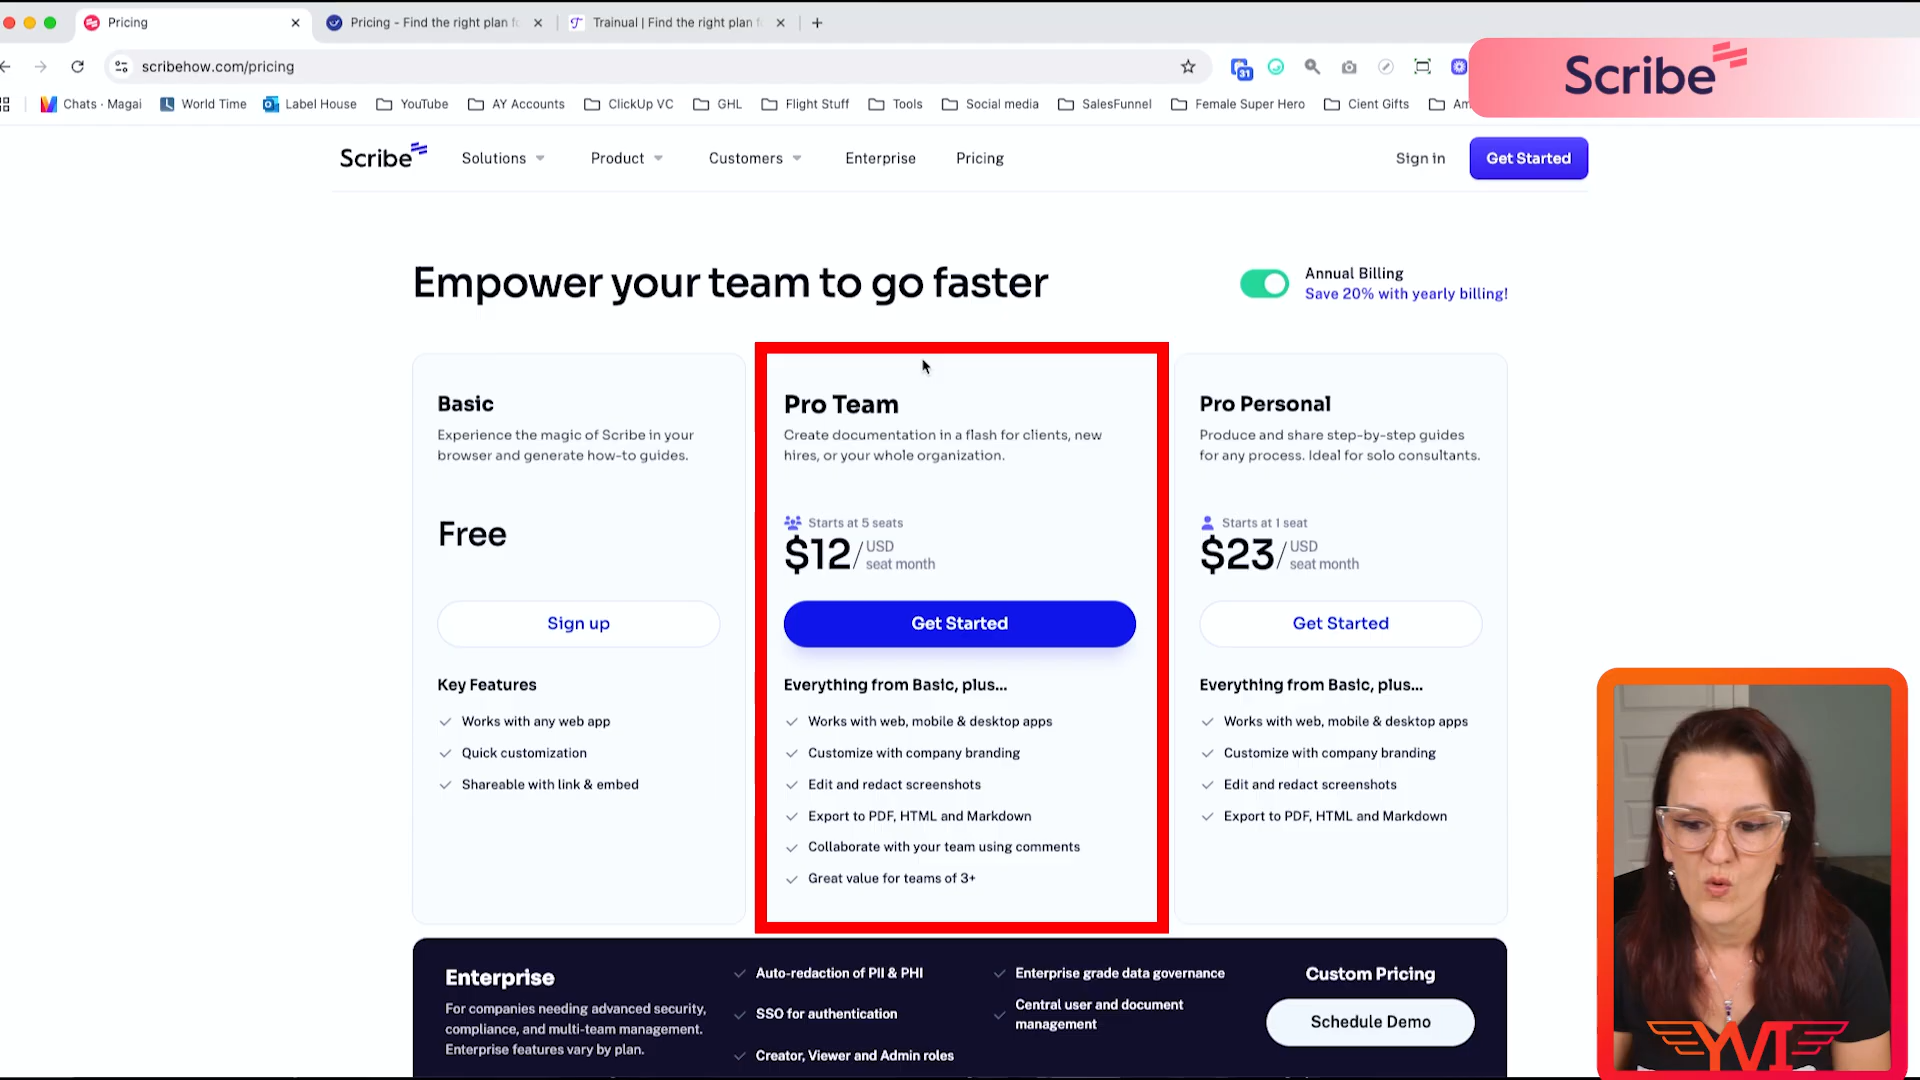 Pricing
Pricing - Find the right plan fo
Trainual | Find the right plan f
scribehow.com/pricing
31
Chats · Magai
World Time
Label House
YouTube
AY Accounts
ClickUp VC
GHL
Flight Stuff
Tools
Social media
SalesFunnel
Female Super Hero
Cient Gifts
Am
Scribe
Scribe
Solutions
Product
Customers
Enterprise
Pricing
Sign in
Get Started
Empower your team to go faster
Annual Billing
Save 20% with yearly billing!
Basic
Experience the magic of Scribe in your
browser and generate how-to guides.
Free
Sign up
Key Features
Works with any web app
Quick customization
Shareable with link & embed
Pro Team
Create documentation in a flash for clients, new
hires, or your whole organization.
Starts at 5 seats
$12/ USD
seat month
Get Started
Everything from Basic, plus...
Works with web, mobile & desktop apps
Customize with company branding
Edit and redact screenshots
Export to PDF, HTML and Markdown
Collaborate with your team using comments
Great value for teams of 3+
Pro Personal
Produce and share step-by-step guides
for any process. Ideal for solo consultants.
Starts at 1 seat
$23/ USD
seat month
Get Started
Everything from Basic, plus...
Works with web, mobile & desktop apps
Customize with company branding
Edit and redact screenshots
Export to PDF, HTML and Markdown
Enterprise
For companies needing advanced security,
compliance, and multi-team management.
Enterprise features vary by plan.
Auto-redaction of PII & PHI
SSO for authentication
Creator, Viewer and Admin roles
Enterprise grade data governance
Central user and document
management
Custom Pricing
Schedule Demo
YVI